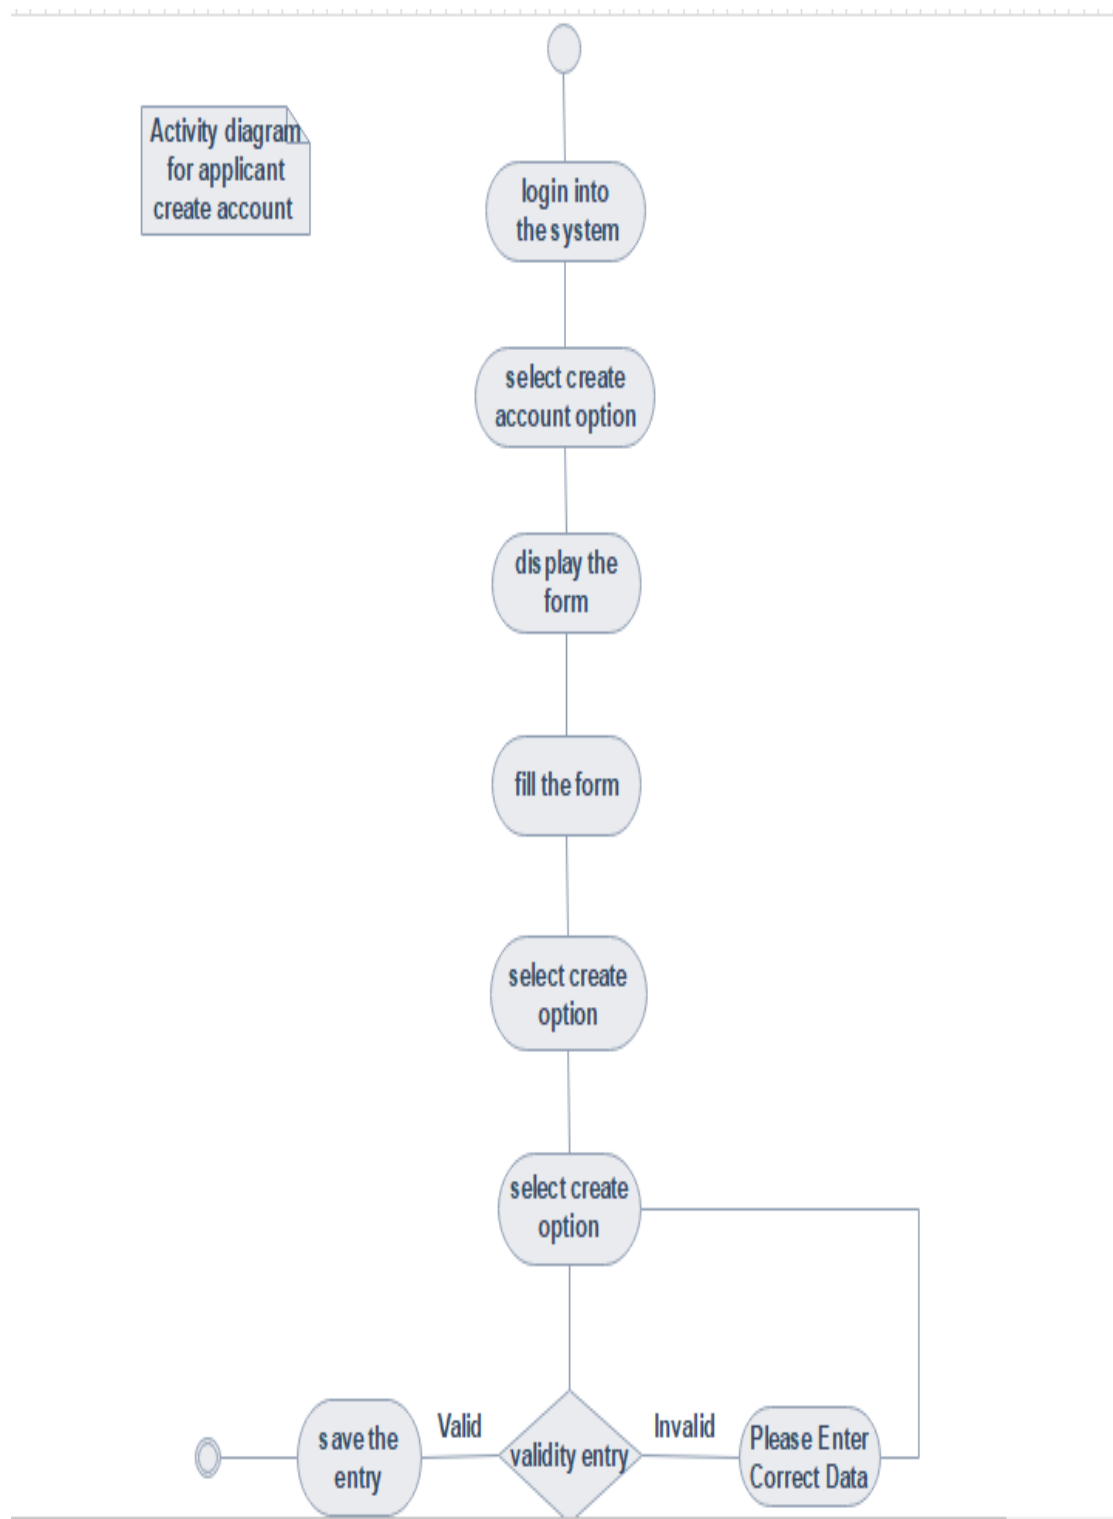 Activity diagram
for applicant
create account
login into
the system
select create
account option
display the
form
fill the form
select create
option
select create
option
save the
entry
Valid
validity entry
Invalid
Please Enter
Correct Data